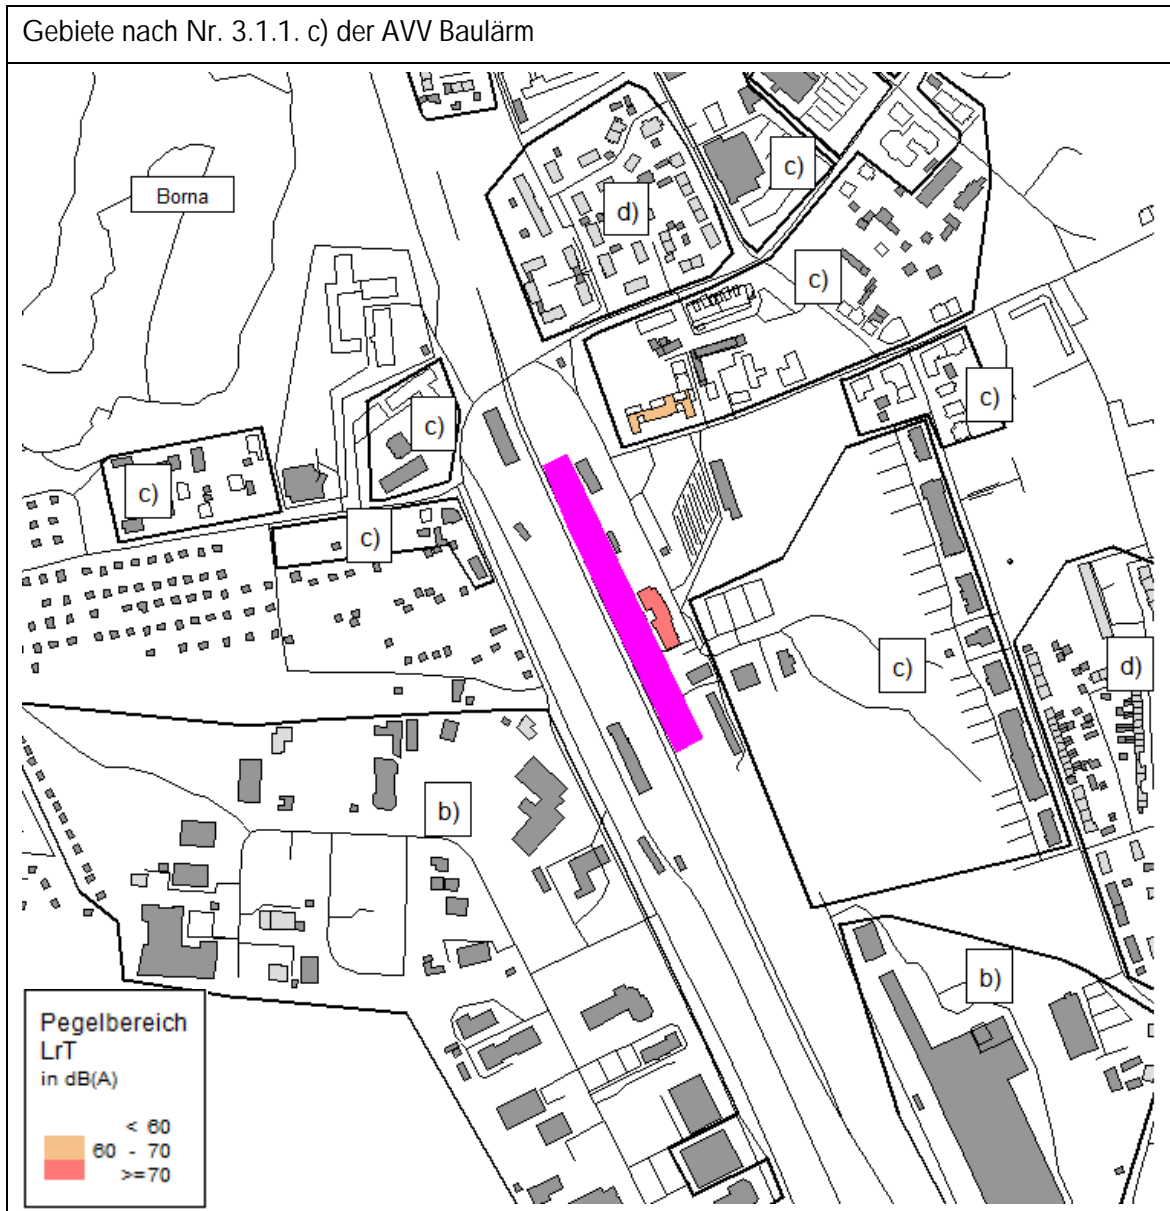 Gebiete nach Nr. 3.1.1. c) der AVV Baulärm
c)
d)
Borna
c)
c)
c)
c)
c)
c)
d)
b)
b)
Pegelbereich
LrT
in dB(A)
< 60
60 - 70
>=70